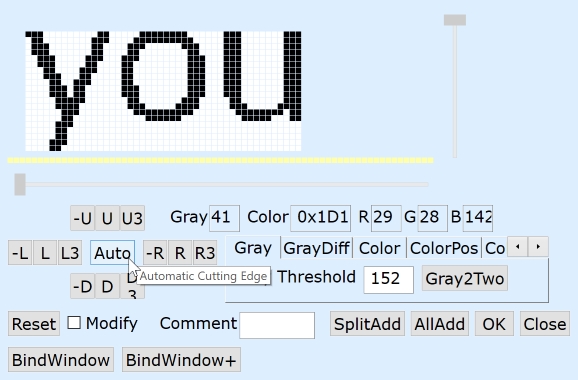 you
-U U U3 Gray 41 Color 0x1D1 R 29 G 28 B 142
-L L L3 Auto -R R R3 Gray GrayDiff Color ColorPos Co
Automatic Cutting Edge
Threshold 152 Gray2Two
-D D D3
Reset Modify Comment SplitAdd AllAdd OK Close
BindWindow BindWindow+